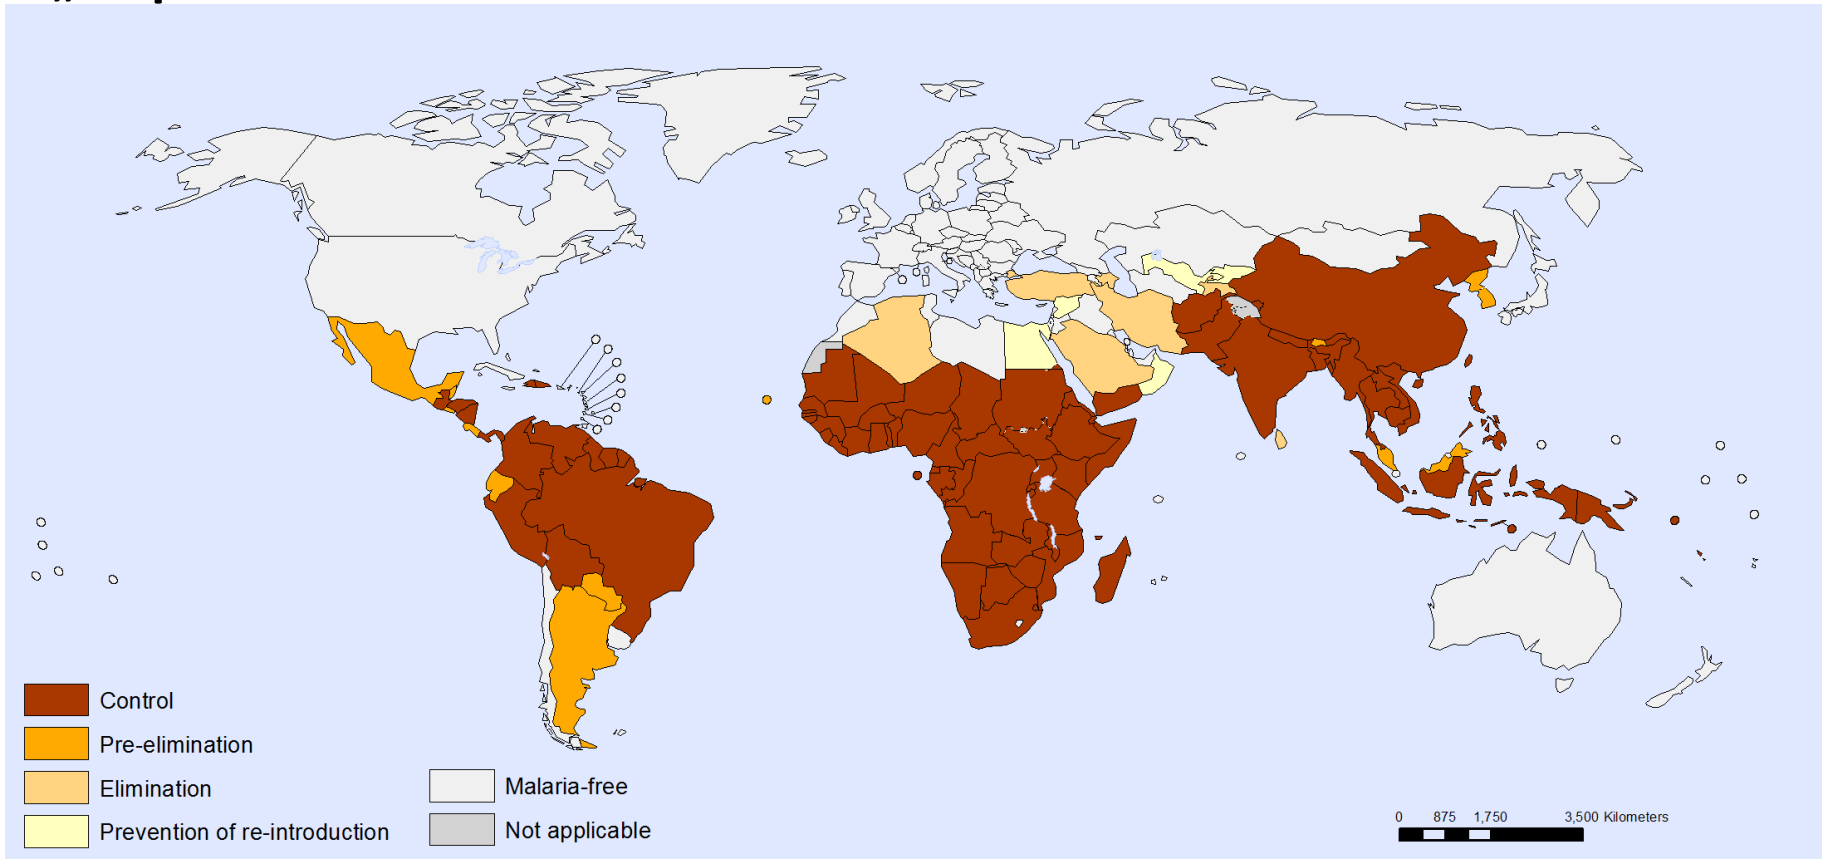 Control
Pre-elimination
Elimination
Prevention of re-introduction
Malaria-free
Not applicable
0 875 1,750 3,500 Kilometers